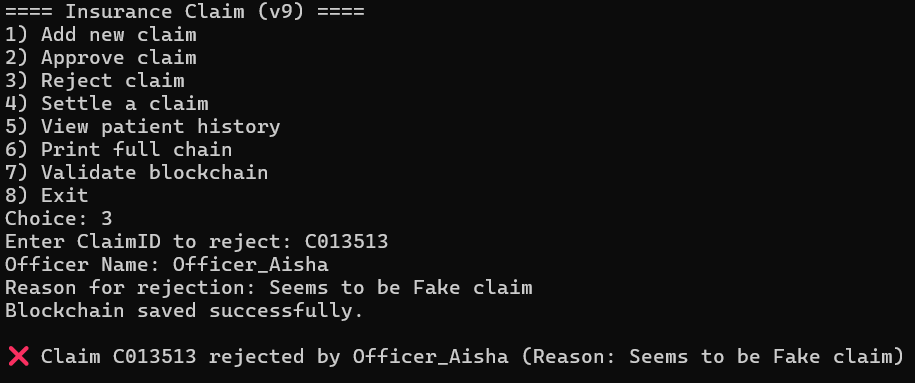 ==== Insurance Claim (v9) ====
1) Add new claim
2) Approve claim
3) Reject claim
4) Settle a claim
5) View patient history
6) Print full chain
7) Validate blockchain
8) Exit
Choice: 3
Enter ClaimID to reject: C013513
Officer Name: Officer_Aisha
Reason for rejection: Seems to be Fake claim
Blockchain saved successfully.
❌ Claim C013513 rejected by Officer_Aisha (Reason: Seems to be Fake claim)